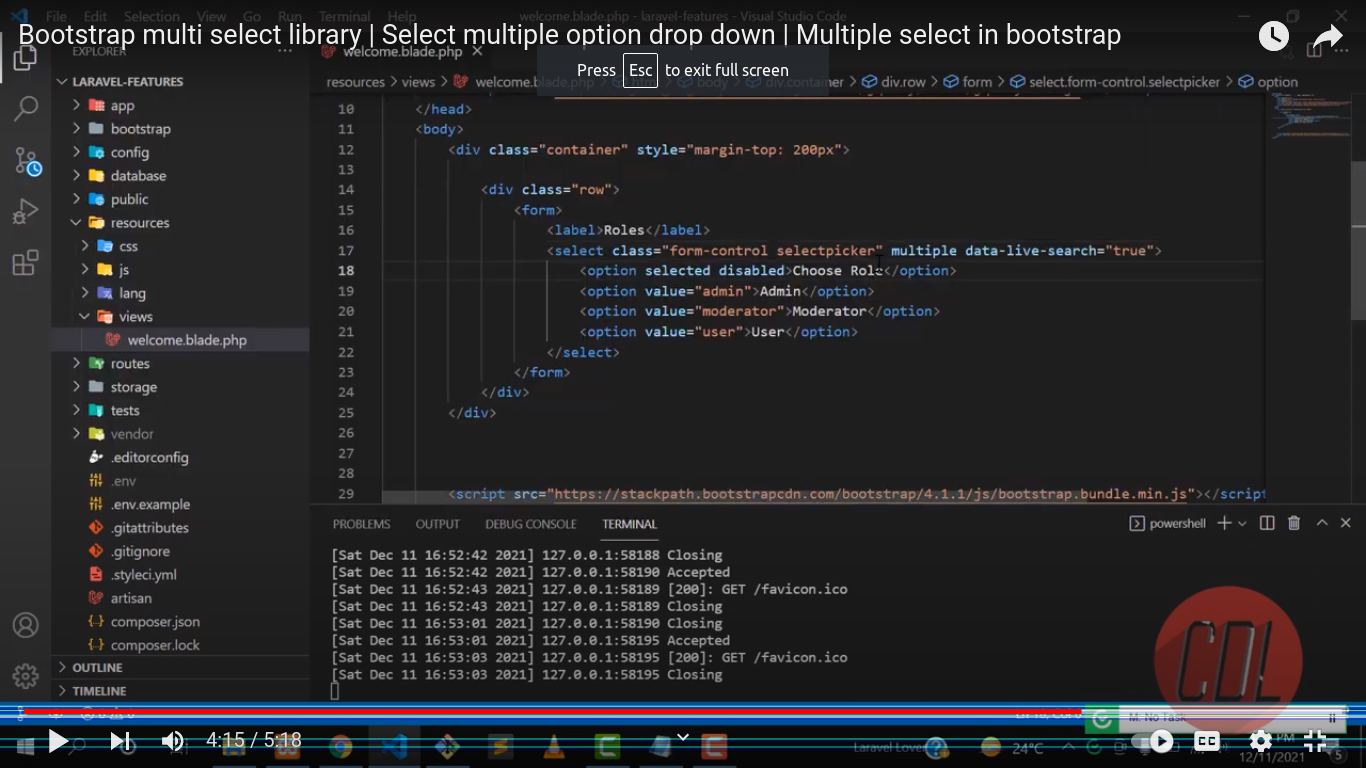 File Edit Selection View Go Run Terminal Help
welcome.blade.php - laravel-features - Visual Studio Code
Bootstrap multi select library | Select multiple option drop down | Multiple select in bootstrap
Press Esc to exit full screen
EXPLORER
welcome.blade.php
resources > views > welcome.blade.php > html > body > div.container > div.row > form > select.form-control.selectpicker > option
LARAVEL-FEATURES
app
bootstrap
config
database
public
resources
css
js
lang
views
welcome.blade.php
routes
storage
tests
vendor
.editorconfig
.env
.env.example
.gitattributes
.gitignore
.styleci.yml
artisan
composer.json
composer.lock
OUTLINE
TIMELINE
10 </head>
11 <body>
12 <div class="container" style="margin-top: 200px">
13
14 <div class="row">
15 <form>
16 <label>Roles</label>
17 <select class="form-control selectpicker" multiple data-live-search="true">
18 <option selected disabled>Choose Role</option>
19 <option value="admin">Admin</option>
20 <option value="moderator">Moderator</option>
21 <option value="user">User</option>
22 </select>
23 </form>
24 </div>
25 </div>
26
27
28
29 <script src="https://stackpath.bootstrapcdn.com/bootstrap/4.1.1/js/bootstrap.bundle.min.js"></script
PROBLEMS OUTPUT DEBUG CONSOLE TERMINAL
powershell
[Sat Dec 11 16:52:42 2021] 127.0.0.1:58188 Closing
[Sat Dec 11 16:52:42 2021] 127.0.0.1:58190 Accepted
[Sat Dec 11 16:52:43 2021] 127.0.0.1:58189 [200]: GET /favicon.ico
[Sat Dec 11 16:52:43 2021] 127.0.0.1:58189 Closing
[Sat Dec 11 16:53:01 2021] 127.0.0.1:58190 Closing
[Sat Dec 11 16:53:01 2021] 127.0.0.1:58195 Accepted
[Sat Dec 11 16:53:03 2021] 127.0.0.1:58195 [200]: GET /favicon.ico
[Sat Dec 11 16:53:03 2021] 127.0.0.1:58195 Closing
CDL
M: No Task
4:15 / 5:18
Laravel Lover
24°C
CC
PM
12/11/2021
5